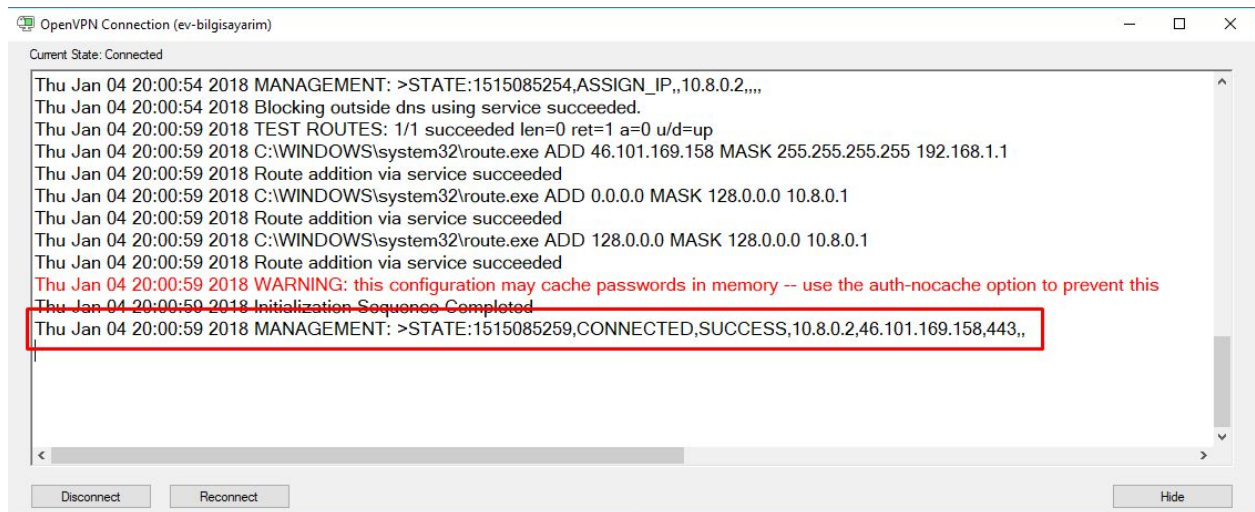 OpenVPN Connection (ev-bilgisayarim)
Current State: Connected
Thu Jan 04 20:00:54 2018 MANAGEMENT: >STATE:1515085254,ASSIGN_IP,,10.8.0.2,,,,
Thu Jan 04 20:00:54 2018 Blocking outside dns using service succeeded.
Thu Jan 04 20:00:59 2018 TEST ROUTES: 1/1 succeeded len=0 ret=1 a=0 u/d=up
Thu Jan 04 20:00:59 2018 C:\WINDOWS\system32\route.exe ADD 46.101.169.158 MASK 255.255.255.255 192.168.1.1
Thu Jan 04 20:00:59 2018 Route addition via service succeeded
Thu Jan 04 20:00:59 2018 C:\WINDOWS\system32\route.exe ADD 0.0.0.0 MASK 128.0.0.0 10.8.0.1
Thu Jan 04 20:00:59 2018 Route addition via service succeeded
Thu Jan 04 20:00:59 2018 C:\WINDOWS\system32\route.exe ADD 128.0.0.0 MASK 128.0.0.0 10.8.0.1
Thu Jan 04 20:00:59 2018 Route addition via service succeeded
Thu Jan 04 20:00:59 2018 WARNING: this configuration may cache passwords in memory -- use the auth-nocache option to prevent this
Thu Jan 04 20:00:59 2018 Initialization Sequence Completed
Thu Jan 04 20:00:59 2018 MANAGEMENT: >STATE:1515085259,CONNECTED,SUCCESS,10.8.0.2,46.101.169.158,443,,
Disconnect Reconnect Hide